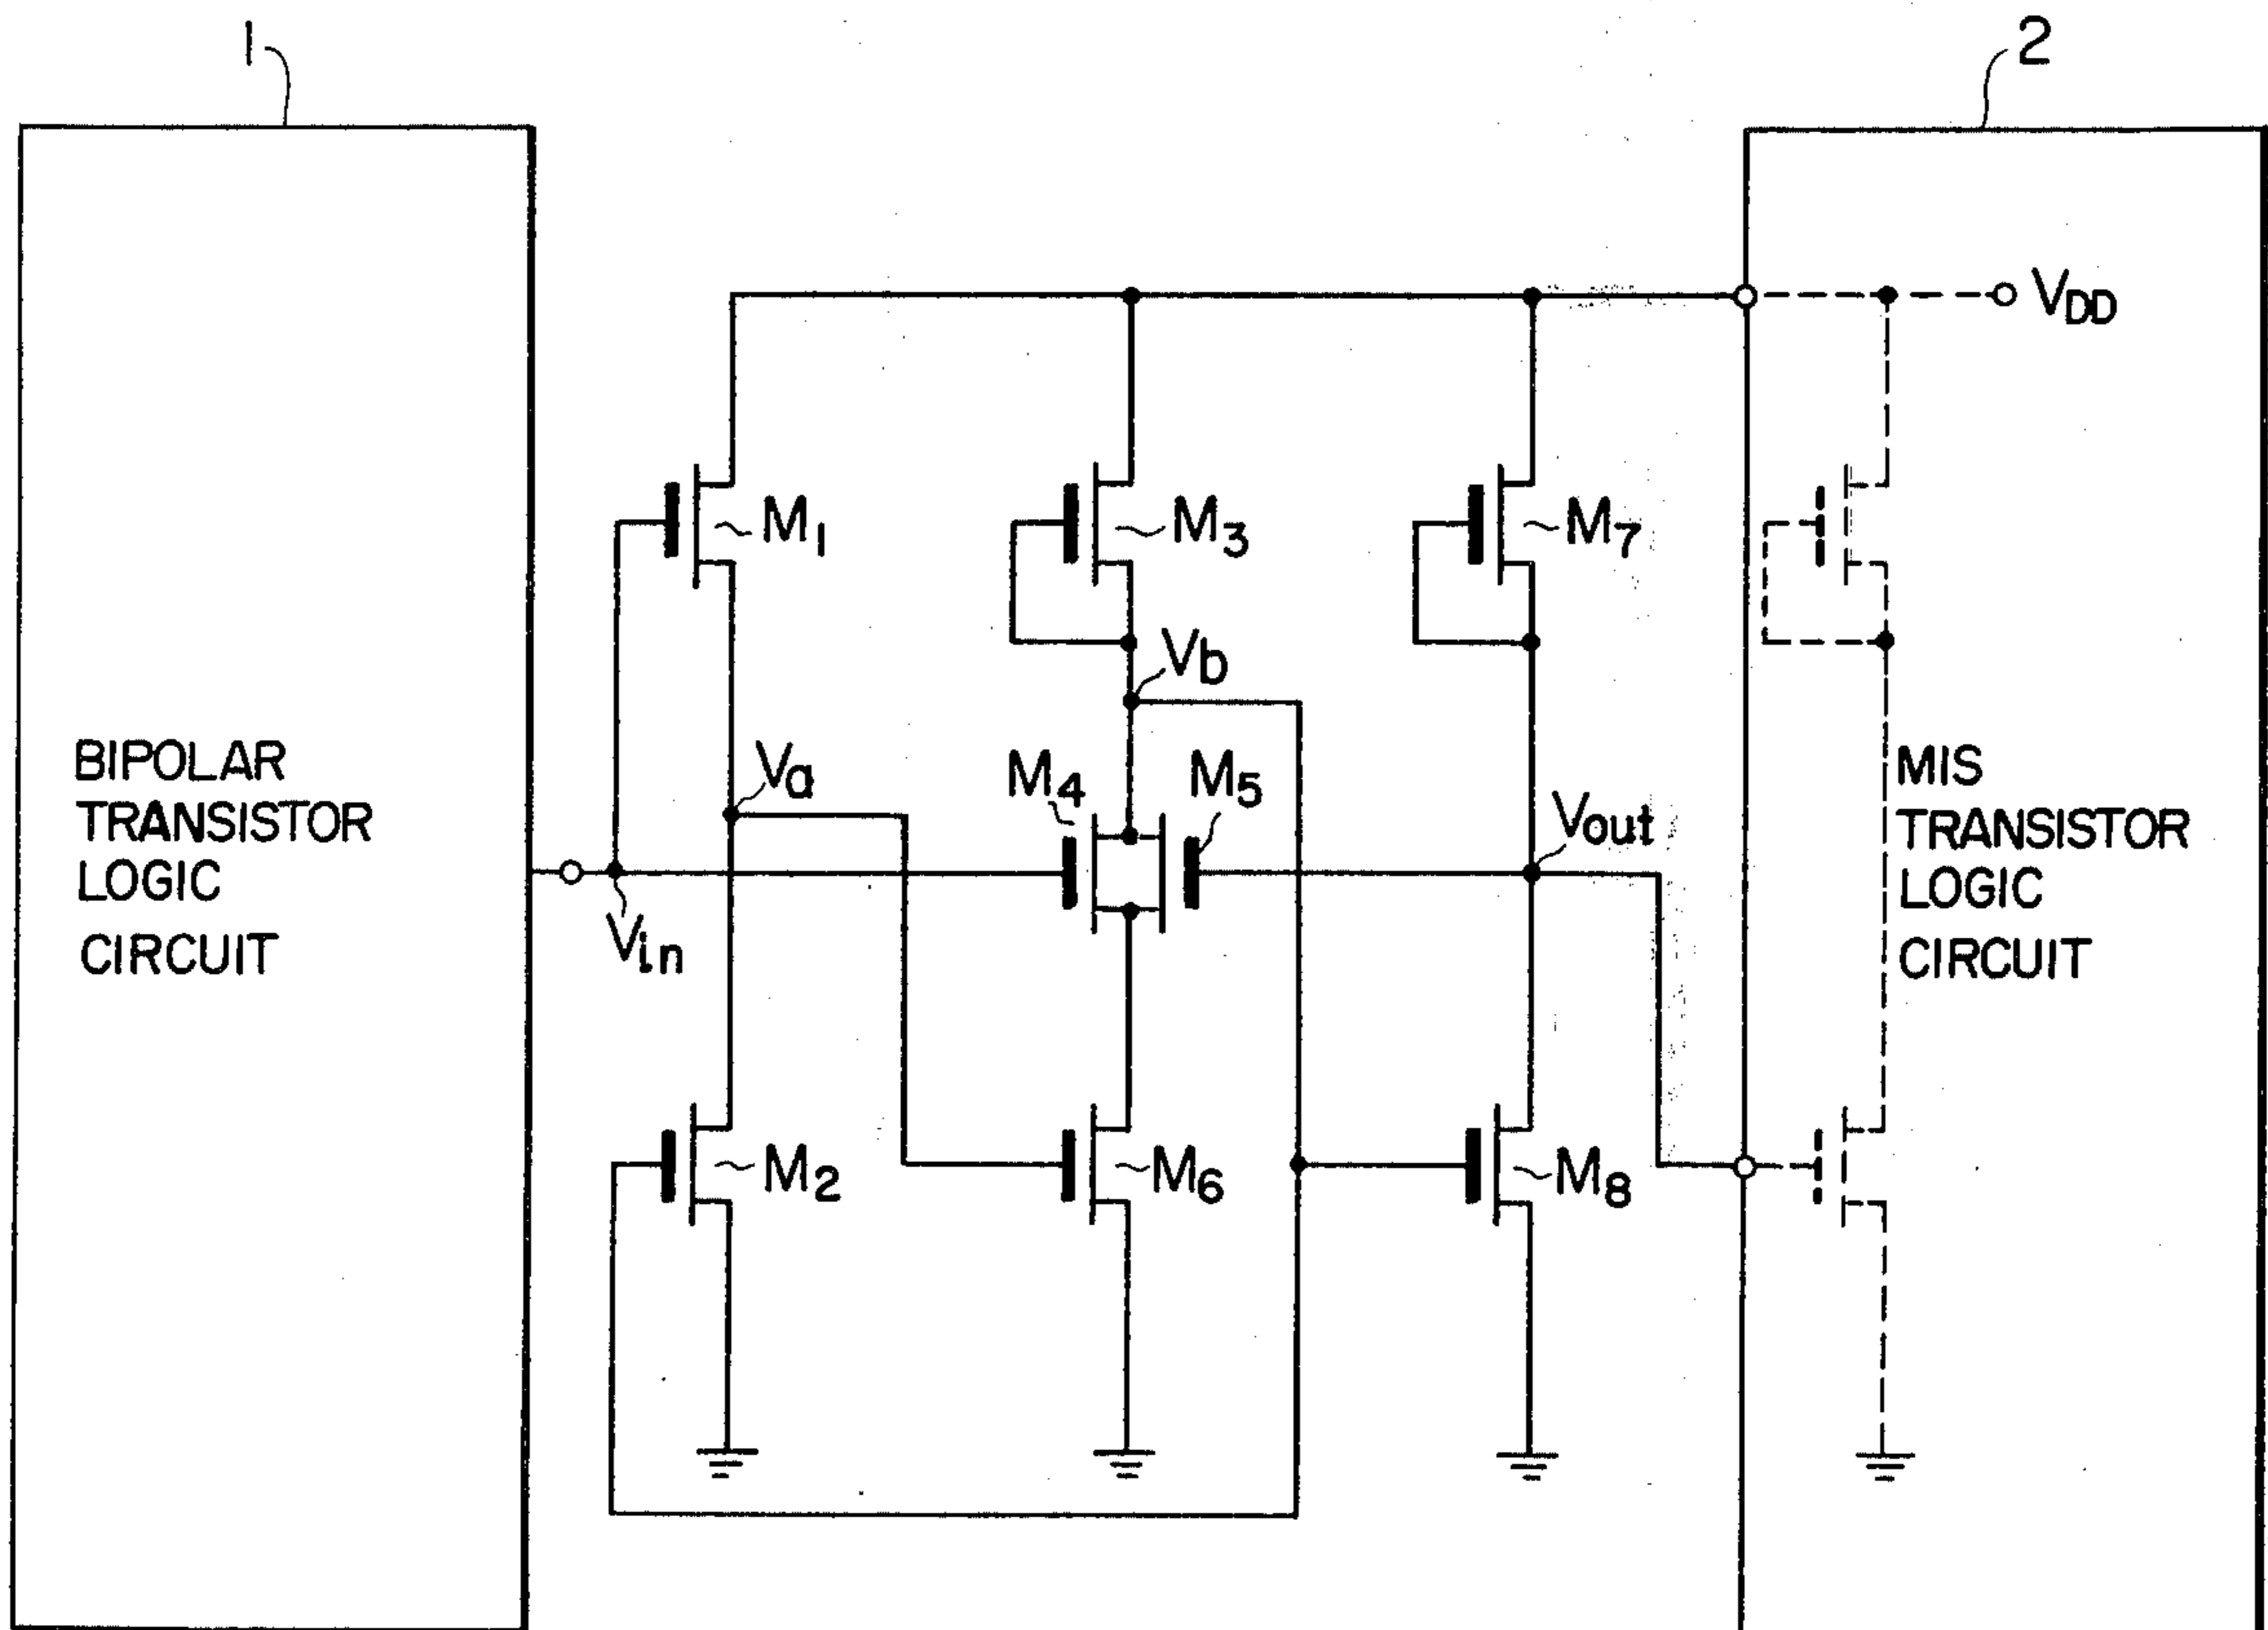 1
2
VDD
M1
M3
M7
Vb
Va
M4
M5
Vout
Vin
BIPOLAR
TRANSISTOR
LOGIC
CIRCUIT
MIS
TRANSISTOR
LOGIC
CIRCUIT
M2
M6
M8